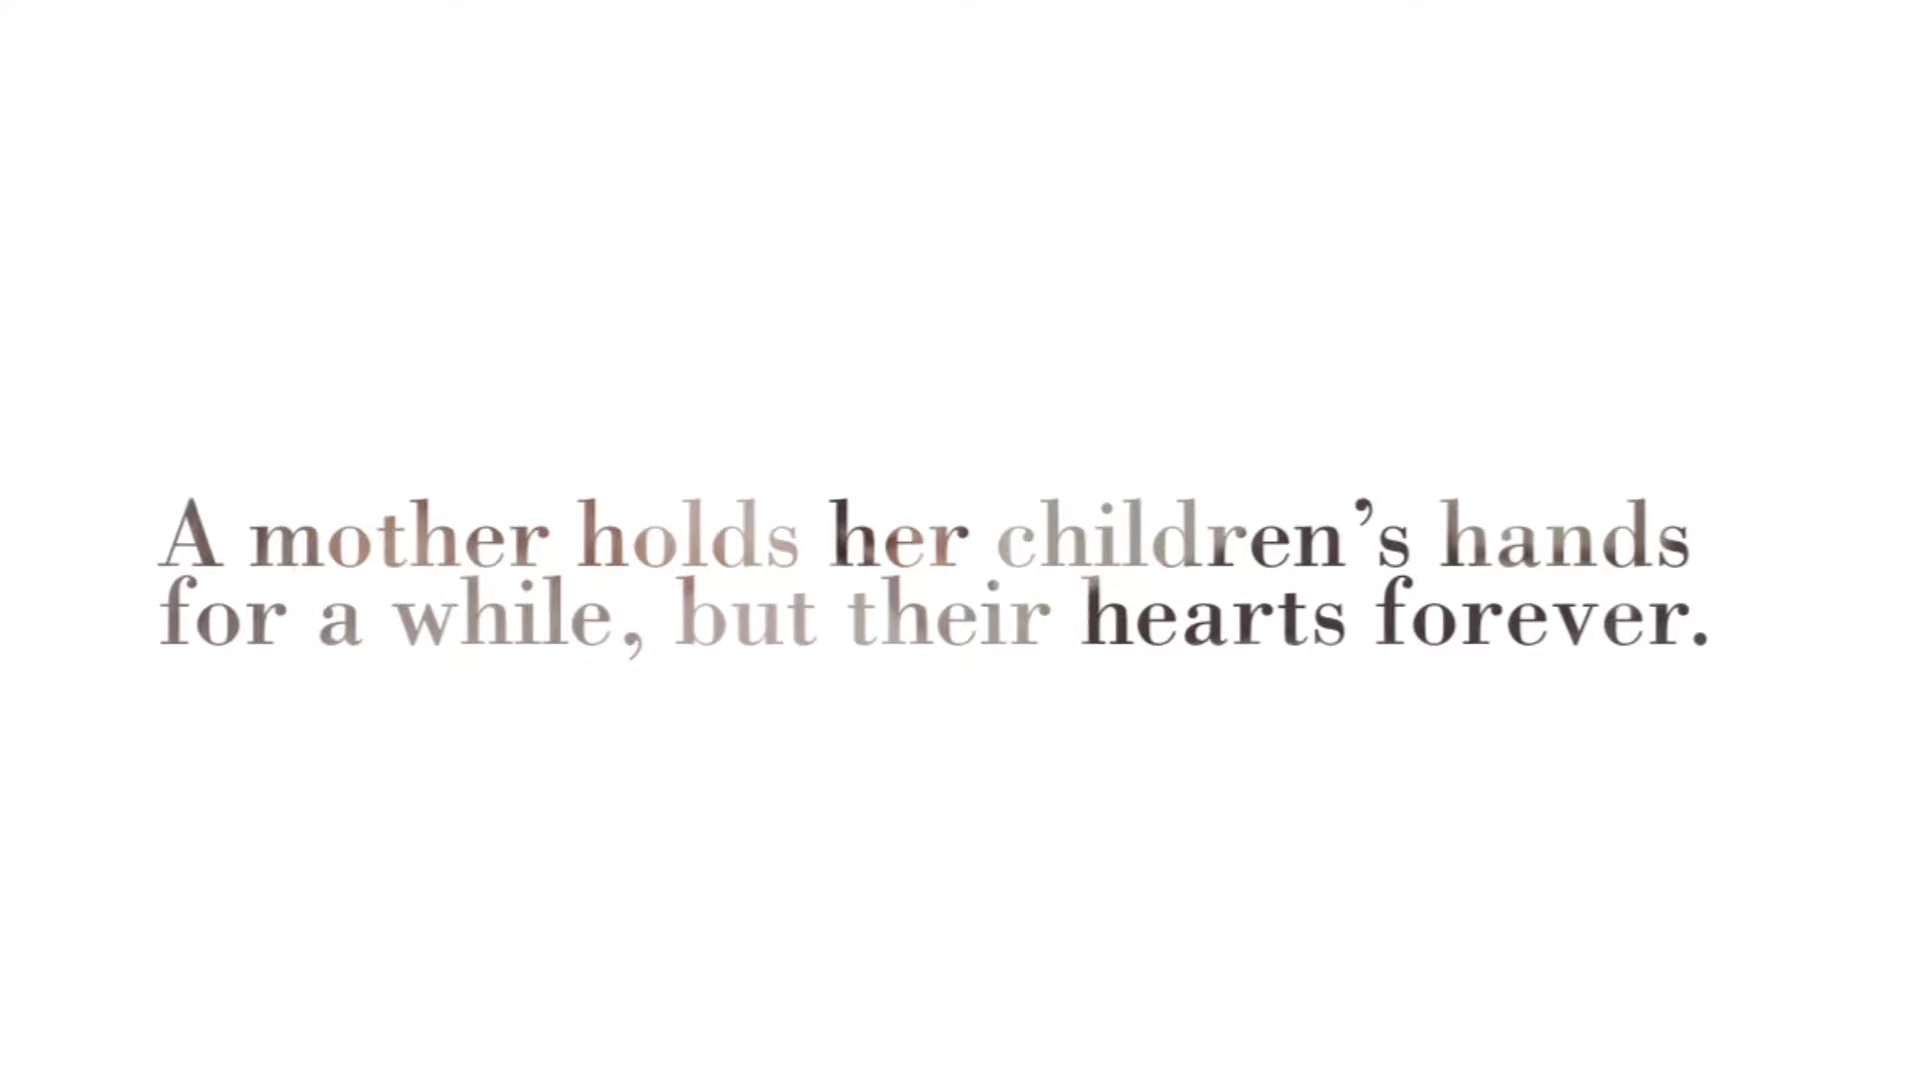 A mother holds her children’s hands
for a while, but their hearts forever.